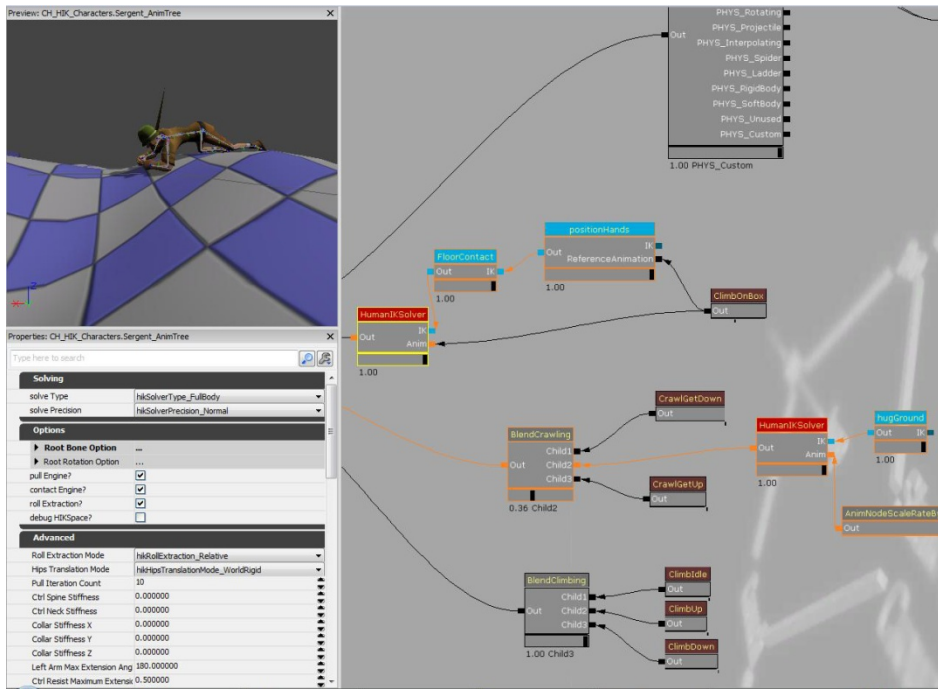 Preview: CH_HIK_Characters.Sergent_AnimTree
X
Z
Properties: CH_HIK_Characters.Sergent_AnimTree
Type here to search
Solving
solve Type hikSolverType_FullBody
solve Precision hikSolverPrecision_Normal
Options
Root Bone Option ...
Root Rotation Option ...
pull Engine?
contact Engine?
roll Extraction?
debug HIKSpace?
Advanced
Roll Extraction Mode hikRollExtraction_Relative
Hips Translation Mode hikHipsTranslationMode_WorldRigid
Pull Iteration Count 10
Ctrl Spine Stiffness 0.000000
Ctrl Neck Stiffness 0.000000
Collar Stiffness X 0.000000
Collar Stiffness Y 0.000000
Collar Stiffness Z 0.000000
Left Arm Max Extension Ang 180.000000
Ctrl Resist Maximum Extensi 0.500000
PHYS_Rotating
PHYS_Projectile
Out PHYS_Interpolating
PHYS_Spider
PHYS_Ladder
PHYS_RigidBody
PHYS_SoftBody
PHYS_Unused
PHYS_Custom
1.00 PHYS_Custom
positionHands
Out IK
ReferenceAnimation
1.00
FloorContact
Out IK
1.00
ClimbOnBox
Out
HumanIKSolver
Out IK
Anim
1.00
CrawlGetDown
Out
BlendCrawling
Child1
Out Child2
Child3
0.36 Child2
CrawlGetUp
Out
HumanIKSolver
Out IK
Anim
1.00
hugGround
Out IK
1.00
AnimNodeScaleRateB
Out
BlendClimbing
Child1
Out Child2
Child3
1.00 Child3
ClimbIdle
Out
ClimbUp
Out
ClimbDown
Out